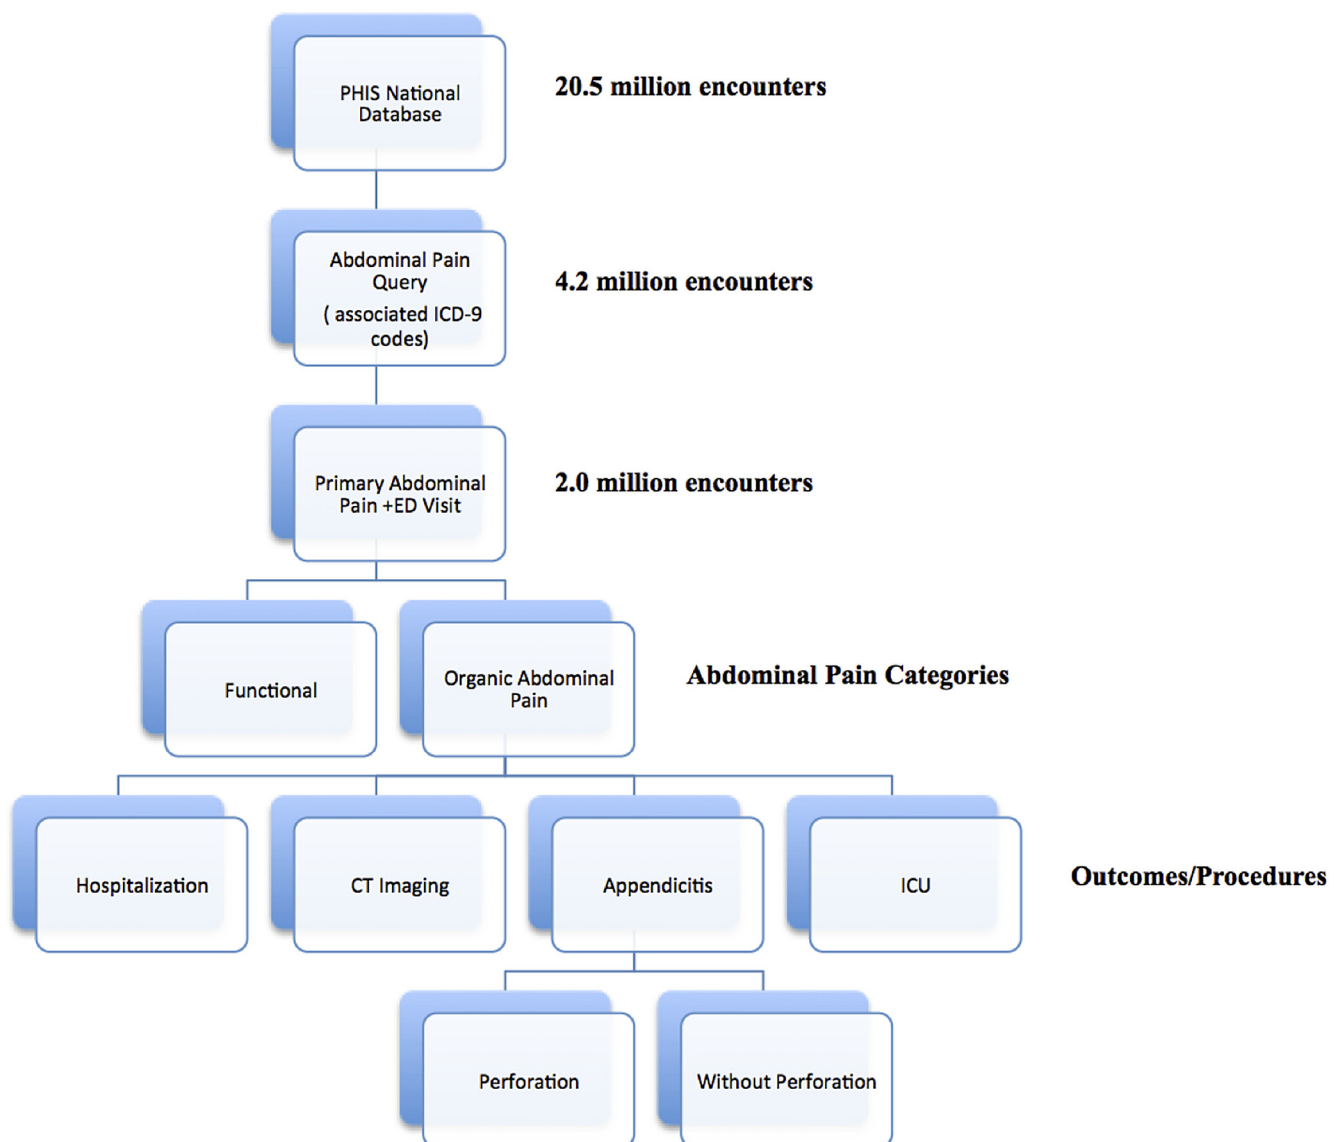 PHIS National
Database
20.5 million encounters
Abdominal Pain
Query
( associated ICD-9
codes)
4.2 million encounters
Primary Abdominal
Pain +ED Visit
2.0 million encounters
Functional
Organic Abdominal
Pain
Abdominal Pain Categories
Hospitalization
CT Imaging
Appendicitis
ICU
Outcomes/Procedures
Perforation
Without Perforation